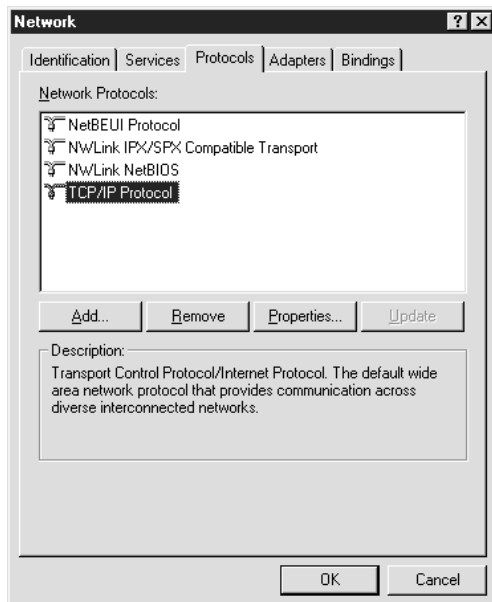 Network
Identification Services Protocols Adapters Bindings
Network Protocols:
NetBEUI Protocol
NWLink IPX/SPX Compatible Transport
NWLink NetBIOS
TCP/IP Protocol
Add... Remove Properties... Update
Description:
Transport Control Protocol/Internet Protocol. The default wide
area network protocol that provides communication across
diverse interconnected networks.
OK Cancel